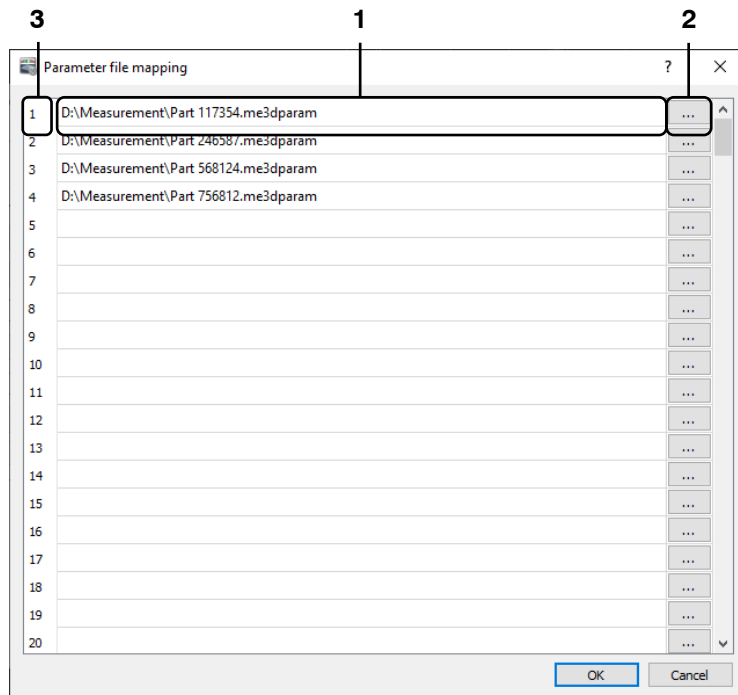 3 1 2
Parameter file mapping ? ×
1 D:\Measurement\Part 117354.me3dparam ...
2 D:\Measurement\Part 246587.me3dparam ...
3 D:\Measurement\Part 568124.me3dparam ...
4 D:\Measurement\Part 756812.me3dparam ...
5 ...
6 ...
7 ...
8 ...
9 ...
10 ...
11 ...
12 ...
13 ...
14 ...
15 ...
16 ...
17 ...
18 ...
19 ...
20 ...
OK Cancel